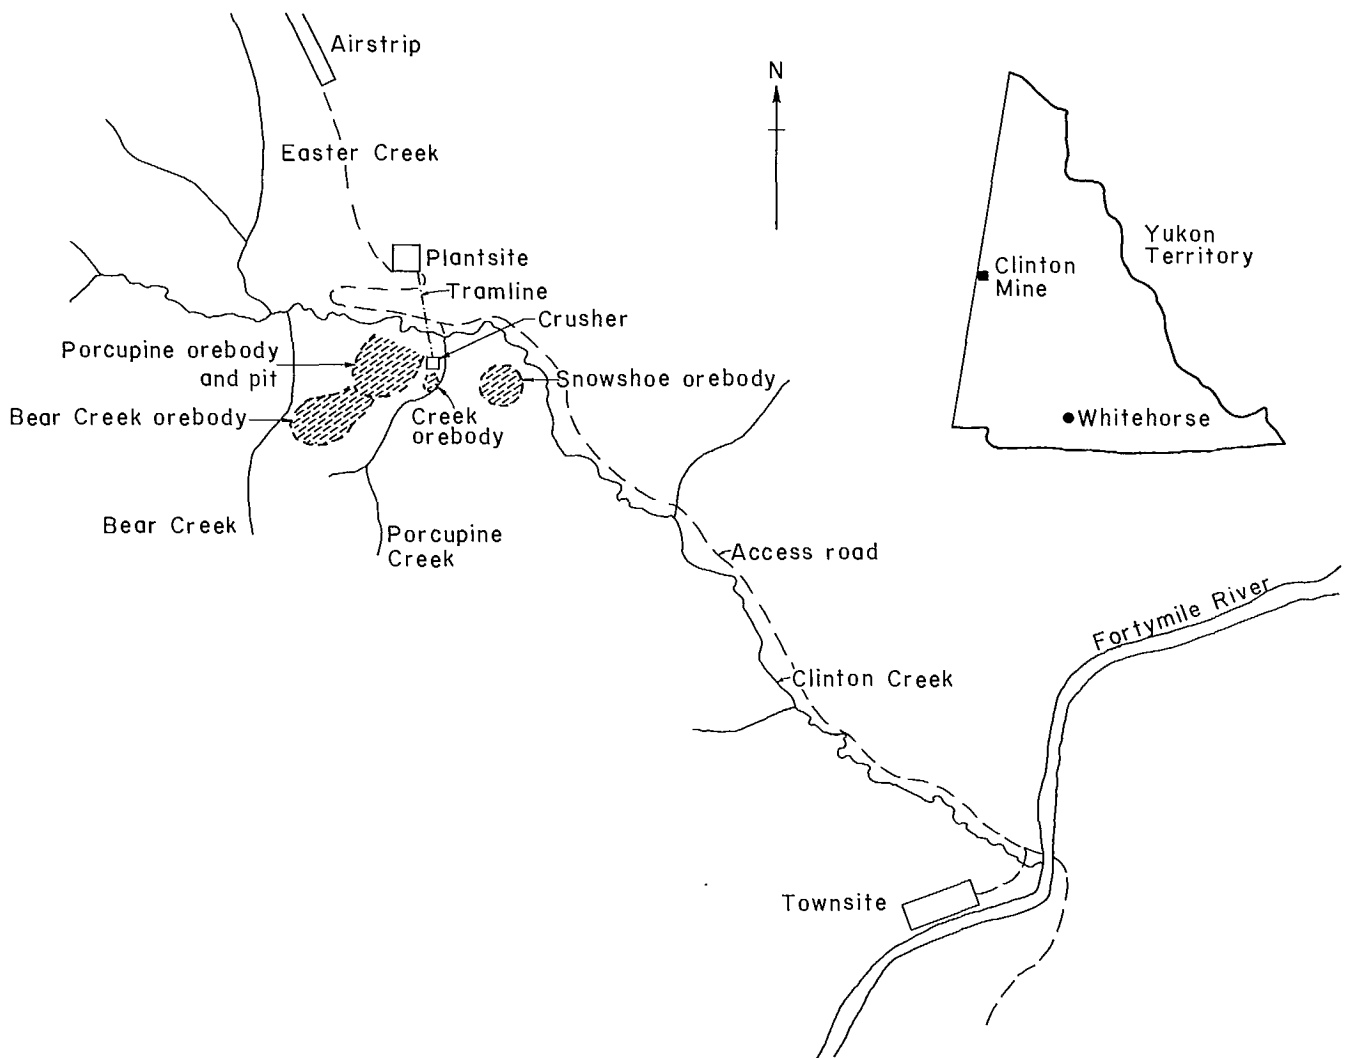 Airstrip
N
Easter Creek
Yukon
Territory
Plantsite
Clinton
Mine
Tramline
Crusher
Porcupine orebody
and pit
Snowshoe orebody
Bear Creek orebody
Creek
orebody
Whitehorse
Bear Creek
Porcupine
Creek
Access road
Fortymile River
Clinton Creek
Townsite